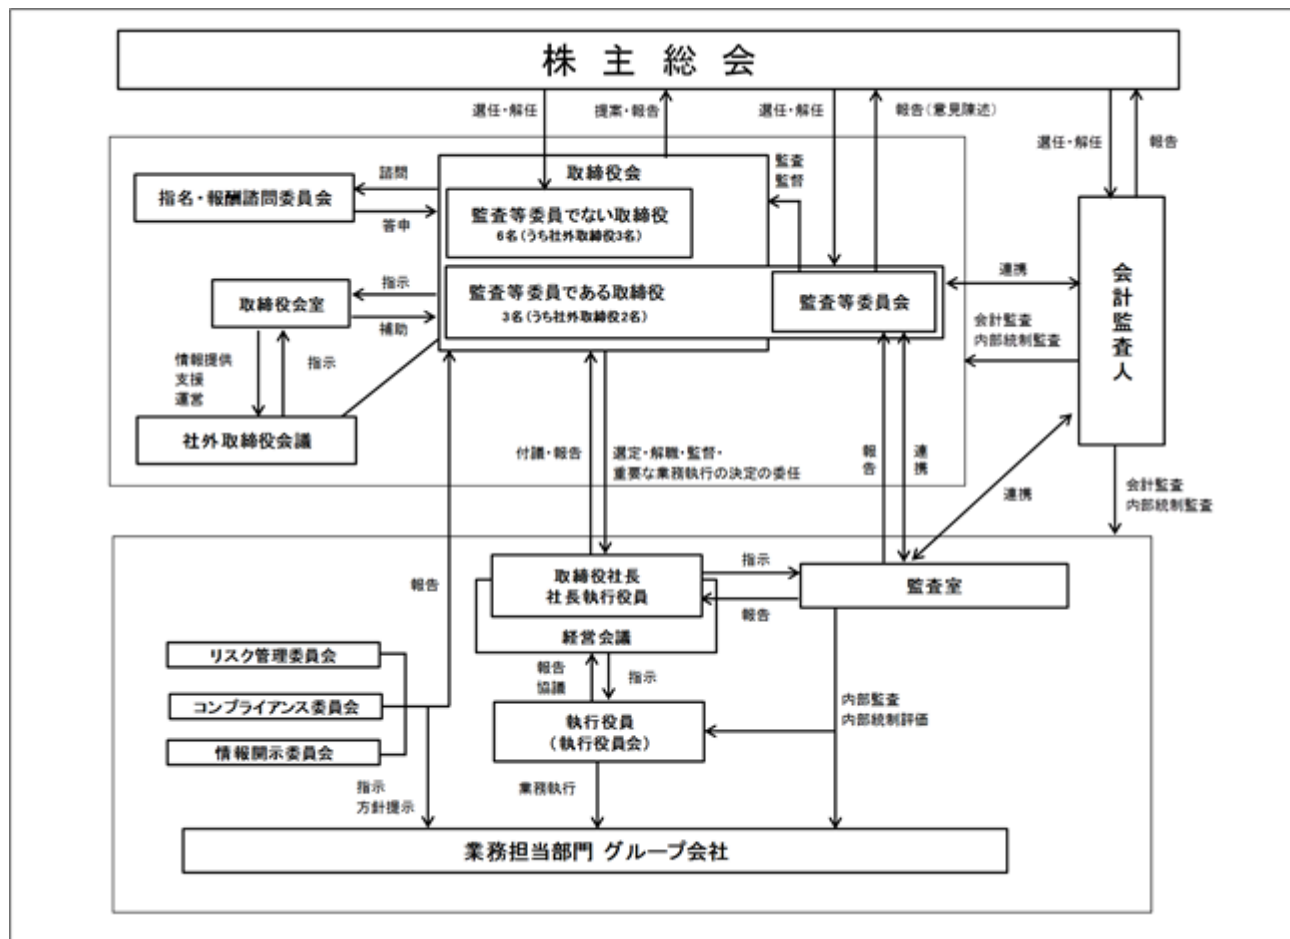 株主総会
選任・解任
提案・報告
選任・解任
報告(意見陳述)
選任・解任
報告
取締役会
監査
監督
諮問
指名・報酬諮問委員会
答申
監査等委員でない取締役
6名(うち社外取締役3名)
指示
取締役会室
補助
監査等委員である取締役
3名(うち社外取締役2名)
監査等委員会
連携
会計監査人
会計監査
内部統制監査
情報提供
支援
運営
指示
社外取締役会議
付議・報告
選定・解職・監督・
重要な業務執行の決定の委任
報告
連携
連携
会計監査
内部統制監査
報告
取締役社長
社長執行役員
経営会議
指示
報告
監査室
リスク管理委員会
コンプライアンス委員会
情報開示委員会
報告
協議
指示
執行役員
(執行役員会)
内部監査
内部統制評価
指示
方針提示
業務執行
業務担当部門 グループ会社